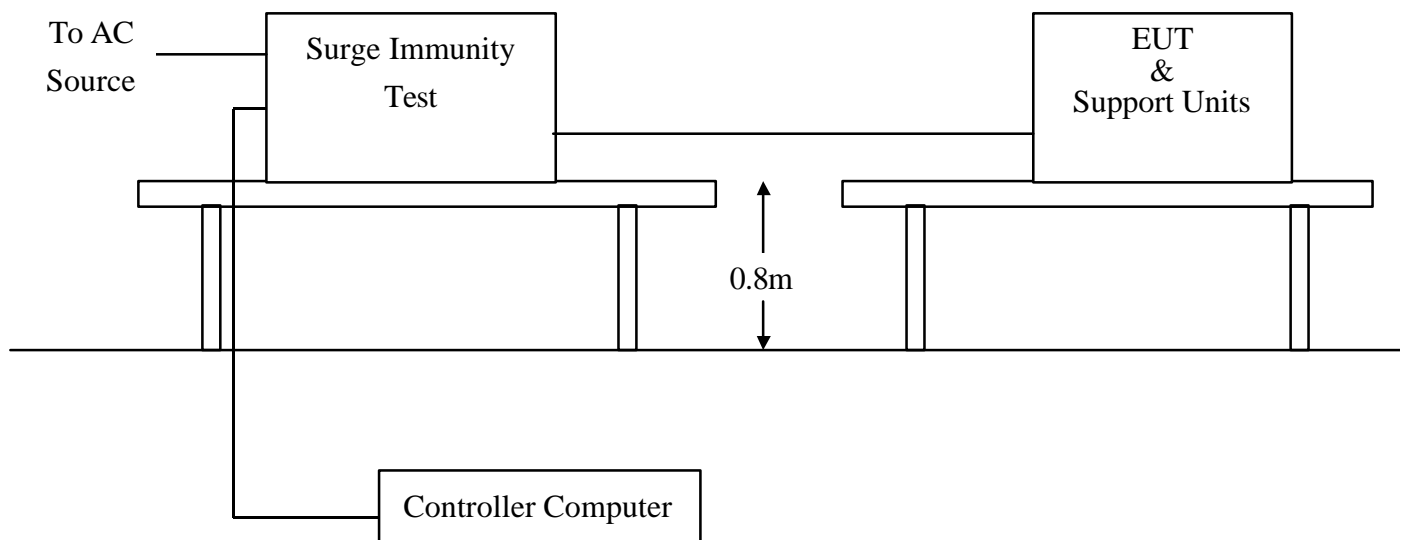 To AC
Source
Surge Immunity
Test
EUT
&
Support Units
0.8m
Controller Computer